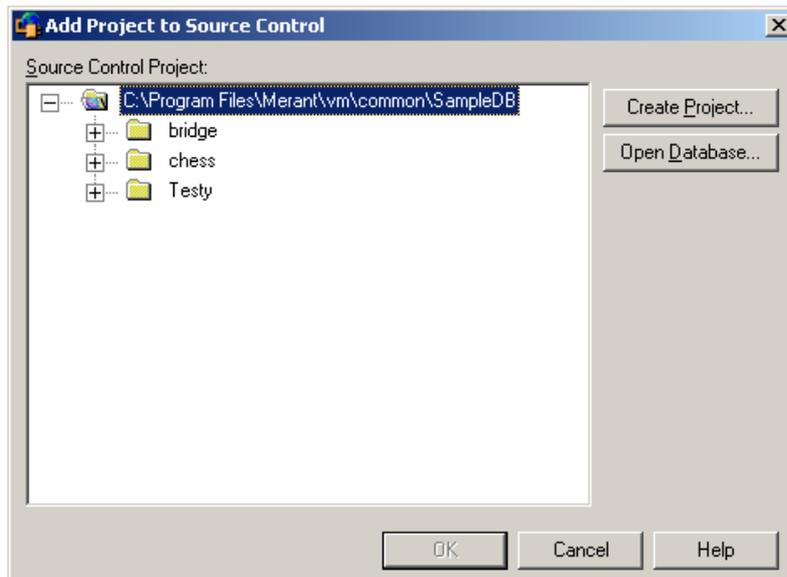 Add Project to Source Control
Source Control Project:
C:\Program Files\Merant\vm\common\SampleDB
bridge
chess
Testy
Create Project...
Open Database...
OK
Cancel
Help